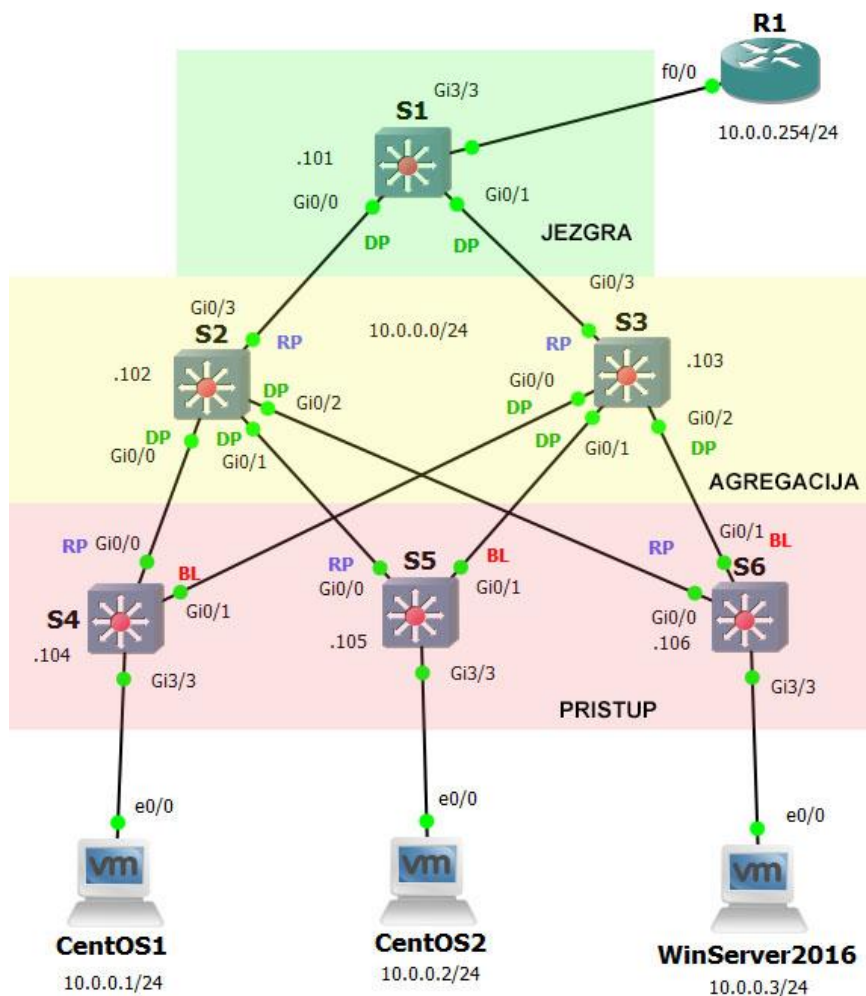 R1
f0/0
10.0.0.254/24
Gi3/3
S1
.101
Gi0/0
Gi0/1
DP
DP
JEZGRA
Gi0/3
Gi0/3
S2
10.0.0.0/24
S3
RP
RP
.102
.103
Gi0/0
DP
Gi0/2
DP
Gi0/2
DP
DP
Gi0/0
Gi0/1
DP
Gi0/1
DP
AGREGACIJA
RP
Gi0/0
BL
Gi0/1
S4
.104
Gi3/3
RP
Gi0/0
S5
BL
Gi0/1
.105
Gi3/3
RP
Gi0/1
BL
S6
Gi0/0
.106
Gi3/3
PRISTUP
e0/0
e0/0
e0/0
vm
vm
vm
CentOS1
10.0.0.1/24
CentOS2
10.0.0.2/24
WinServer2016
10.0.0.3/24